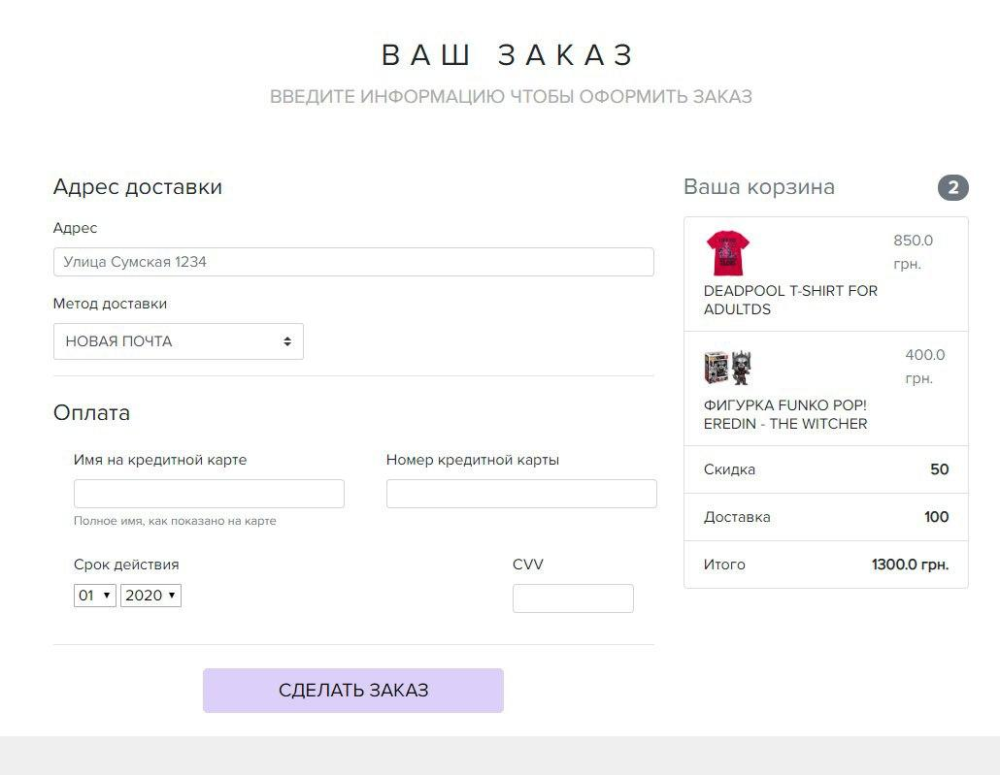 ВАШ ЗАКАЗ
ВВЕДИТЕ ИНФОРМАЦИЮ ЧТОБЫ ОФОРМИТЬ ЗАКАЗ
Адрес доставки
Адрес
Улица Сумская 1234
Метод доставки
НОВАЯ ПОЧТА
Оплата
Имя на кредитной карте
Номер кредитной карты
Полное имя, как показано на карте
Срок действия
CVV
01
2020
СДЕЛАТЬ ЗАКАЗ
Ваша корзина
2
850.0
грн.
DEADPOOL T-SHIRT FOR
ADULTDS
400.0
грн.
ФИГУРКА FUNKO POP!
EREDIN - THE WITCHER
Скидка 50
Доставка 100
Итого 1300.0 грн.